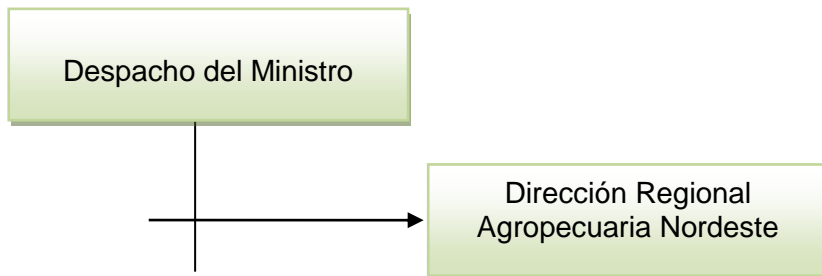 Despacho del Ministro
Dirección Regional
Agropecuaria Nordeste